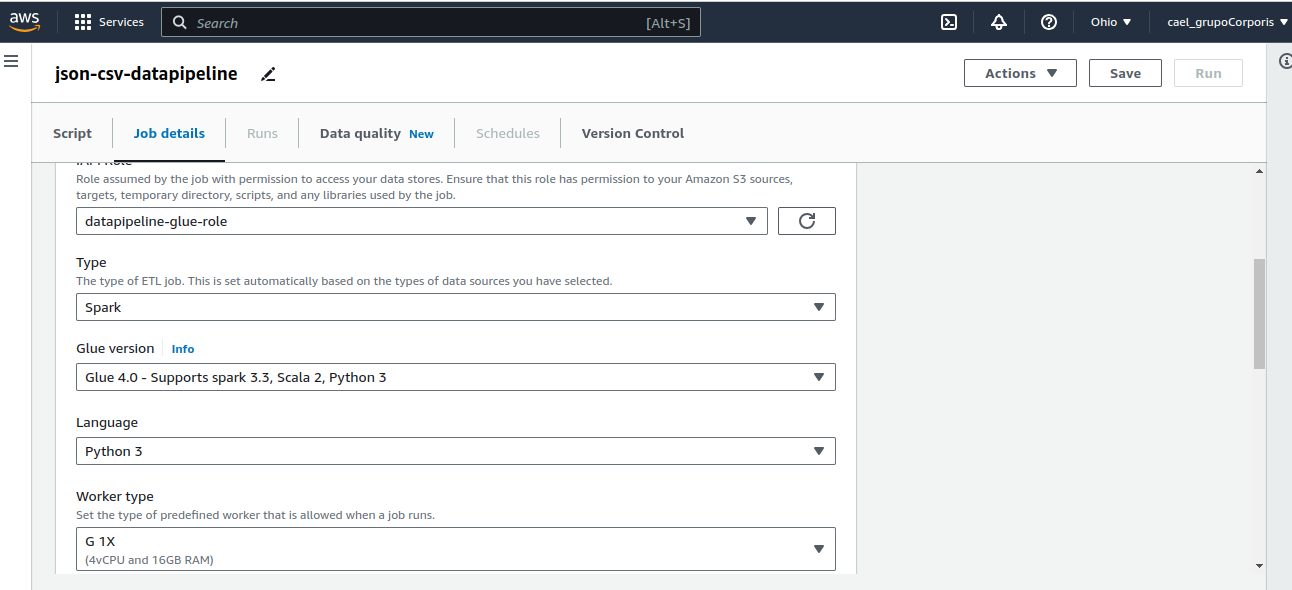 aws
Services
Search
[Alt+S]
Ohio
cael_grupoCorporis
json-csv-datapipeline
Actions
Save
Run
Script
Job details
Runs
Data quality New
Schedules
Version Control
Role assumed by the job with permission to access your data stores. Ensure that this role has permission to your Amazon S3 sources,
targets, temporary directory, scripts, and any libraries used by the job.
datapipeline-glue-role
Type
The type of ETL job. This is set automatically based on the types of data sources you have selected.
Spark
Glue version Info
Glue 4.0 - Supports spark 3.3, Scala 2, Python 3
Language
Python 3
Worker type
Set the type of predefined worker that is allowed when a job runs.
G 1X
(4vCPU and 16GB RAM)